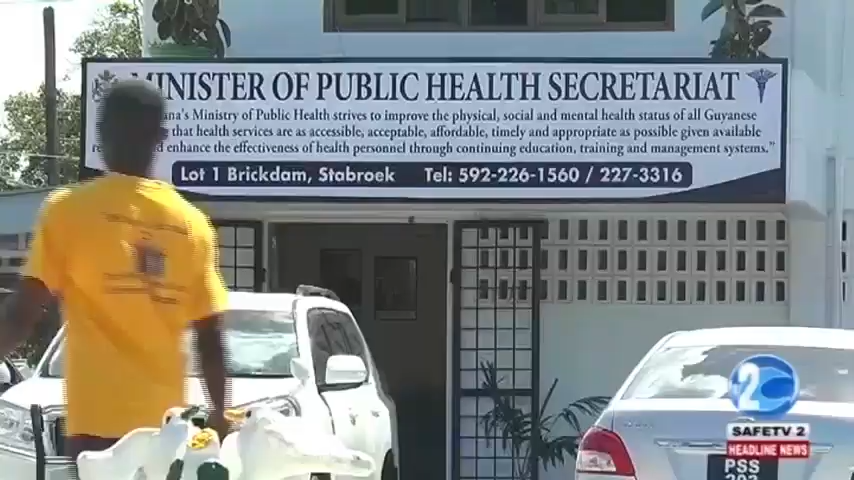 MINISTER OF PUBLIC HEALTH SECRETARIAT
Ministry of Public Health strives to improve the physical, social and mental health status of all Guyanese
that health services are as accessible, acceptable, affordable, timely and appropriate as possible given available
enhance the effectiveness of health personnel through continuing education, training and management systems."
Lot 1 Brickdam, Stabroek Tel: 592-226-1560 / 227-3316
2
SAFETV 2
HEADLINE NEWS
PSS